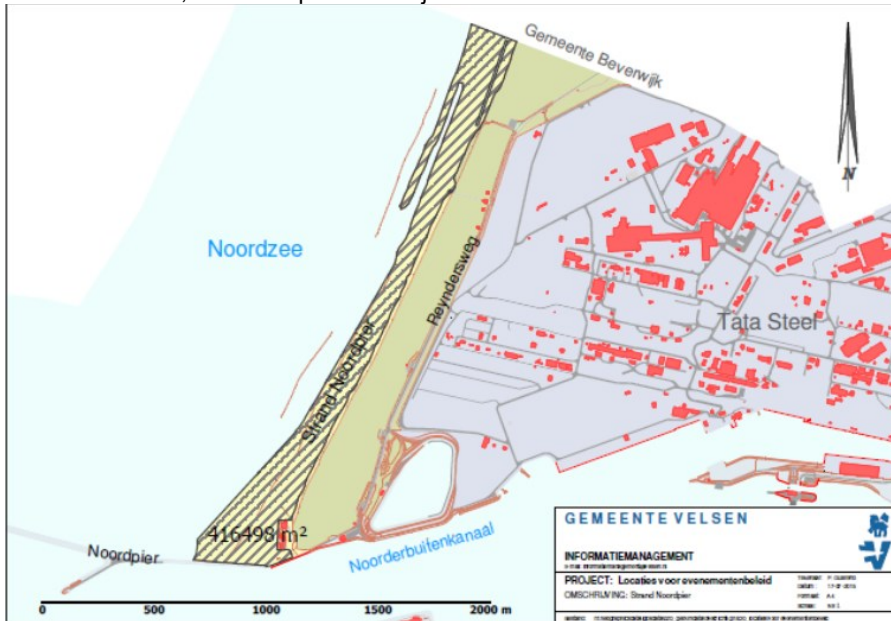 Gemeente Beverwijk
N
Noordzee
Reyndersweg
Tata Steel
Strand Noordpier
416498 m²
Noordpier
Noorderbuitenkanaal
0 500 1000 1500 2000 m
GEMEENTE VELSEN
INFORMATIEMANAGEMENT
PROJECT: Locaties voor evenementenbeleid
OMSCHRIJVING: Strand Noordpier